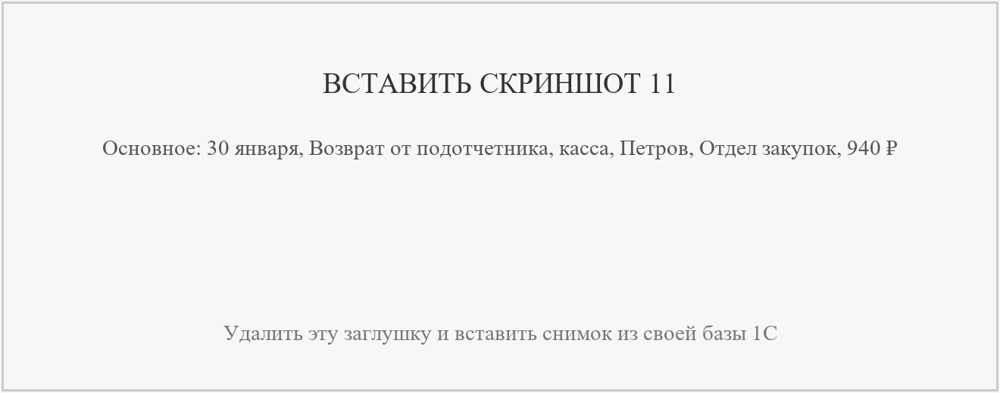 ВСТАВИТЬ СКРИНШОТ 11
Основное: 30 января, Возврат от подотчетника, касса, Петров, Отдел закупок, 940 ₽
Удалить эту заглушку и вставить снимок из своей базы 1С